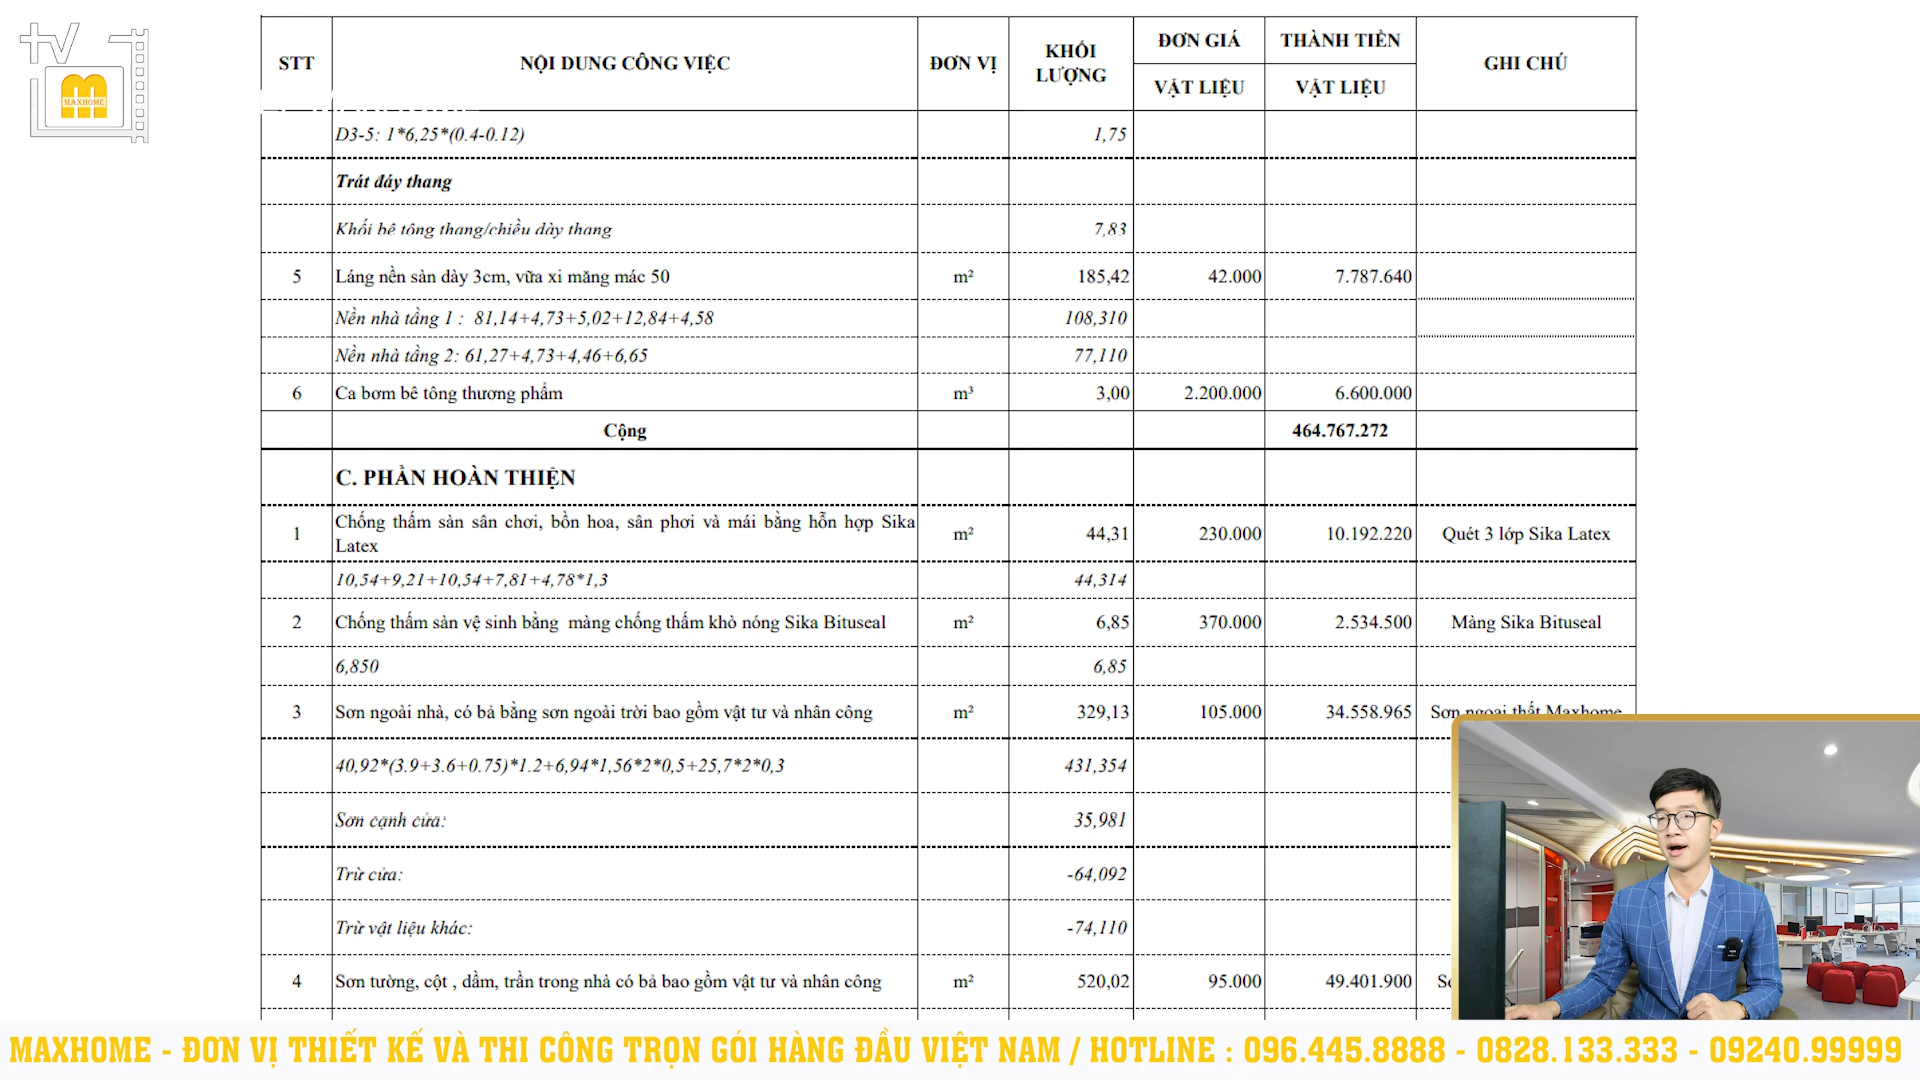 tv
MAXHOME
STT
NỘI DUNG CÔNG VIỆC
ĐƠN VỊ
KHỐI LƯỢNG
ĐƠN GIÁ
THÀNH TIỀN
GHI CHÚ
VẬT LIỆU
VẬT LIỆU
D3-5: 1*6,25*(0.4-0.12) 1,75
Trát đáy thang
Khối bê tông thang/chiều dày thang 7,83
5 Láng nền sàn dày 3cm, vữa xi măng mác 50 m² 185,42 42.000 7.787.640
Nền nhà tầng 1 : 81,14+4,73+5,02+12,84+4,58 108,310
Nền nhà tầng 2: 61,27+4,73+4,46+6,65 77,110
6 Ca bơm bê tông thương phẩm m³ 3,00 2.200.000 6.600.000
Cộng 464.767.272
C. PHẦN HOÀN THIỆN
1 Chống thấm sàn sân chơi, bồn hoa, sân phơi và mái bằng hỗn hợp Sika Latex m² 44,31 230.000 10.192.220 Quét 3 lớp Sika Latex
10,54+9,21+10,54+7,81+4,78*1,3 44,314
2 Chống thấm sàn vệ sinh bằng màng chống thấm khò nóng Sika Bituseal m² 6,85 370.000 2.534.500 Màng Sika Bituseal
6,850 6,85
3 Sơn ngoài nhà, có bả bằng sơn ngoài trời bao gồm vật tư và nhân công m² 329,13 105.000 34.558.965 Sơn ngoại thất Maxhome
40,92*(3.9+3.6+0.75)*1.2+6,94*1,56*2*0,5+25,7*2*0,3 431,354
Sơn cạnh cửa: 35,981
Trừ cửa: -64,092
Trừ vật liệu khác: -74,110
4 Sơn tường, cột , dầm, trần trong nhà có bả bao gồm vật tư và nhân công m² 520,02 95.000 49.401.900
MAXHOME - ĐƠN VỊ THIẾT KẾ VÀ THI CÔNG TRỌN GÓI HÀNG ĐẦU VIỆT NAM / HOTLINE : 096.445.8888 - 0828.133.333 - 09240.99999